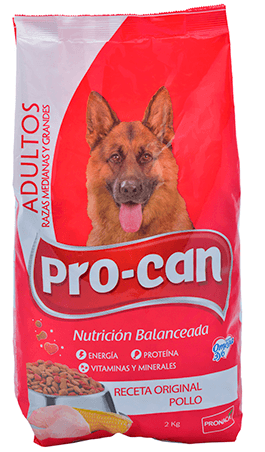 ADULTOS
RAZAS MEDIANAS Y GRANDES
PRO-can
Nutrición Balanceada
ENERGÍA
PROTEÍNA
VITAMINAS Y MINERALES
RECETA ORIGINAL
POLLO
2 Kg